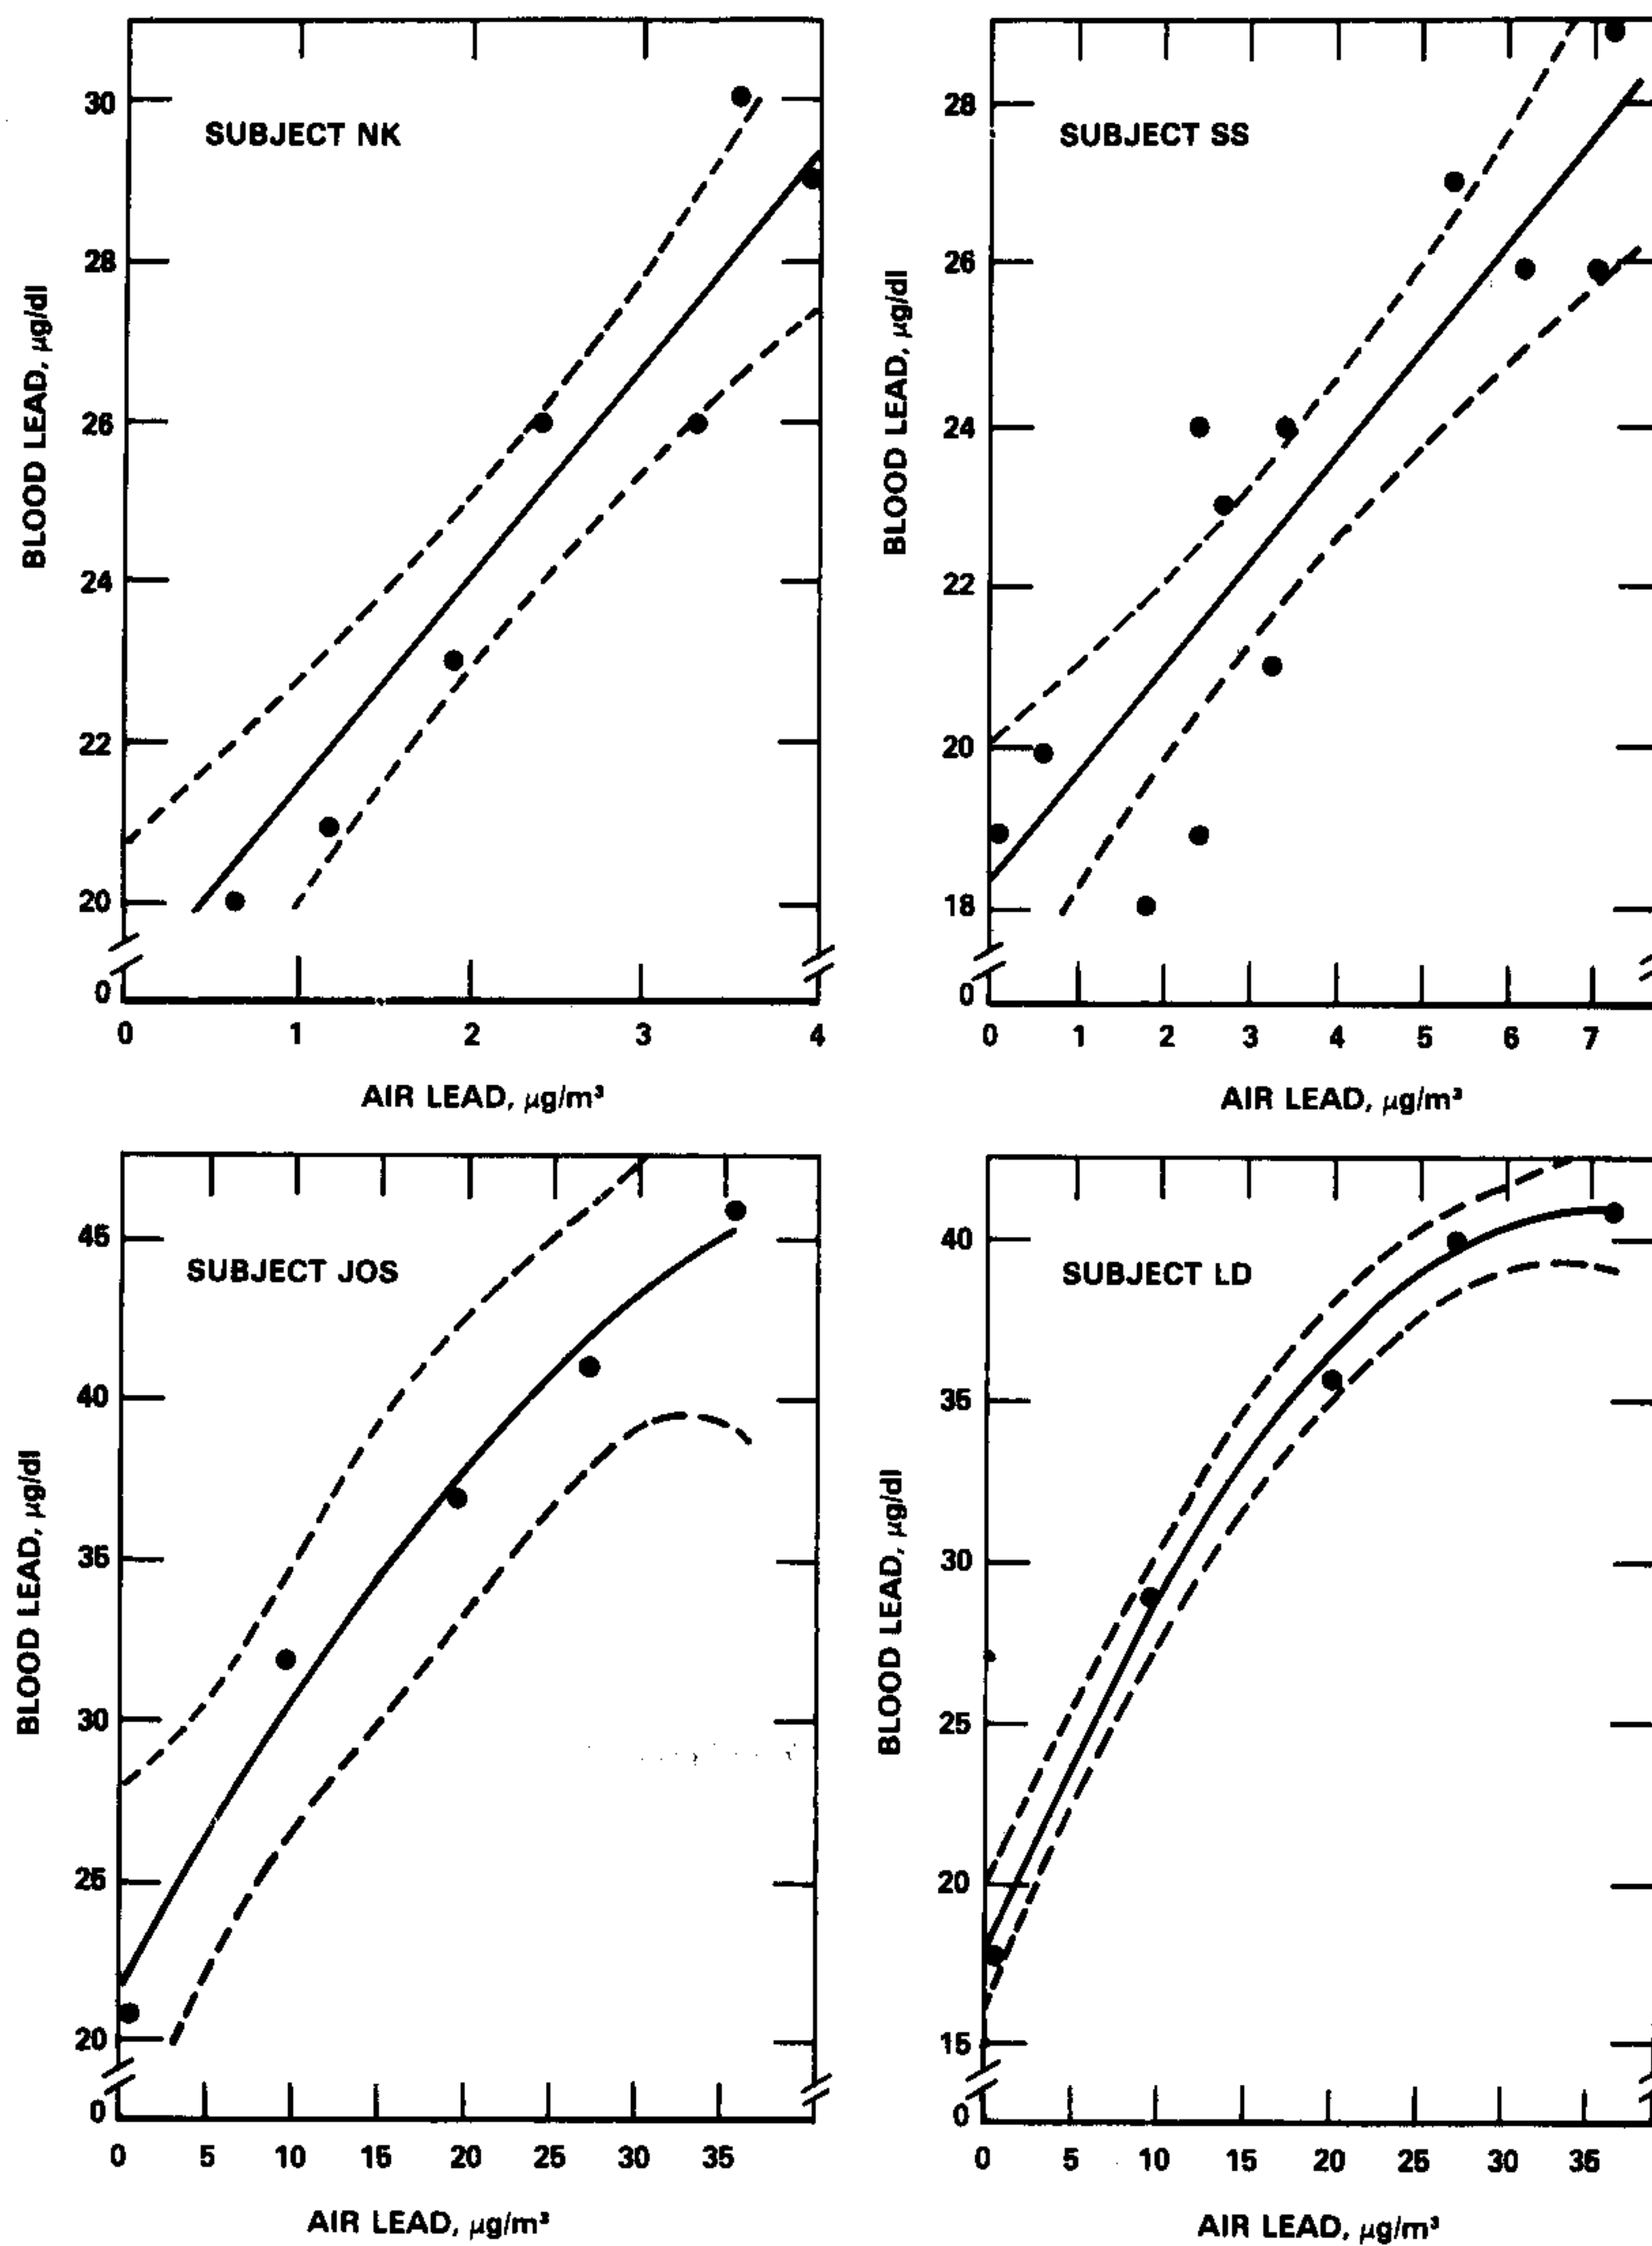 SUBJECT NK
BLOOD LEAD, µg/dl
30
28
26
24
22
20
0
0 1 2 3 4
AIR LEAD, µg/m³
SUBJECT SS
BLOOD LEAD, µg/dl
28
26
24
22
20
18
0
0 1 2 3 4 5 6 7
AIR LEAD, µg/m³
SUBJECT JOS
BLOOD LEAD, µg/dl
45
40
35
30
25
20
0
0 5 10 15 20 25 30 35
AIR LEAD, µg/m³
SUBJECT LD
BLOOD LEAD, µg/dl
40
35
30
25
20
15
0
0 5 10 15 20 25 30 35
AIR LEAD, µg/m³